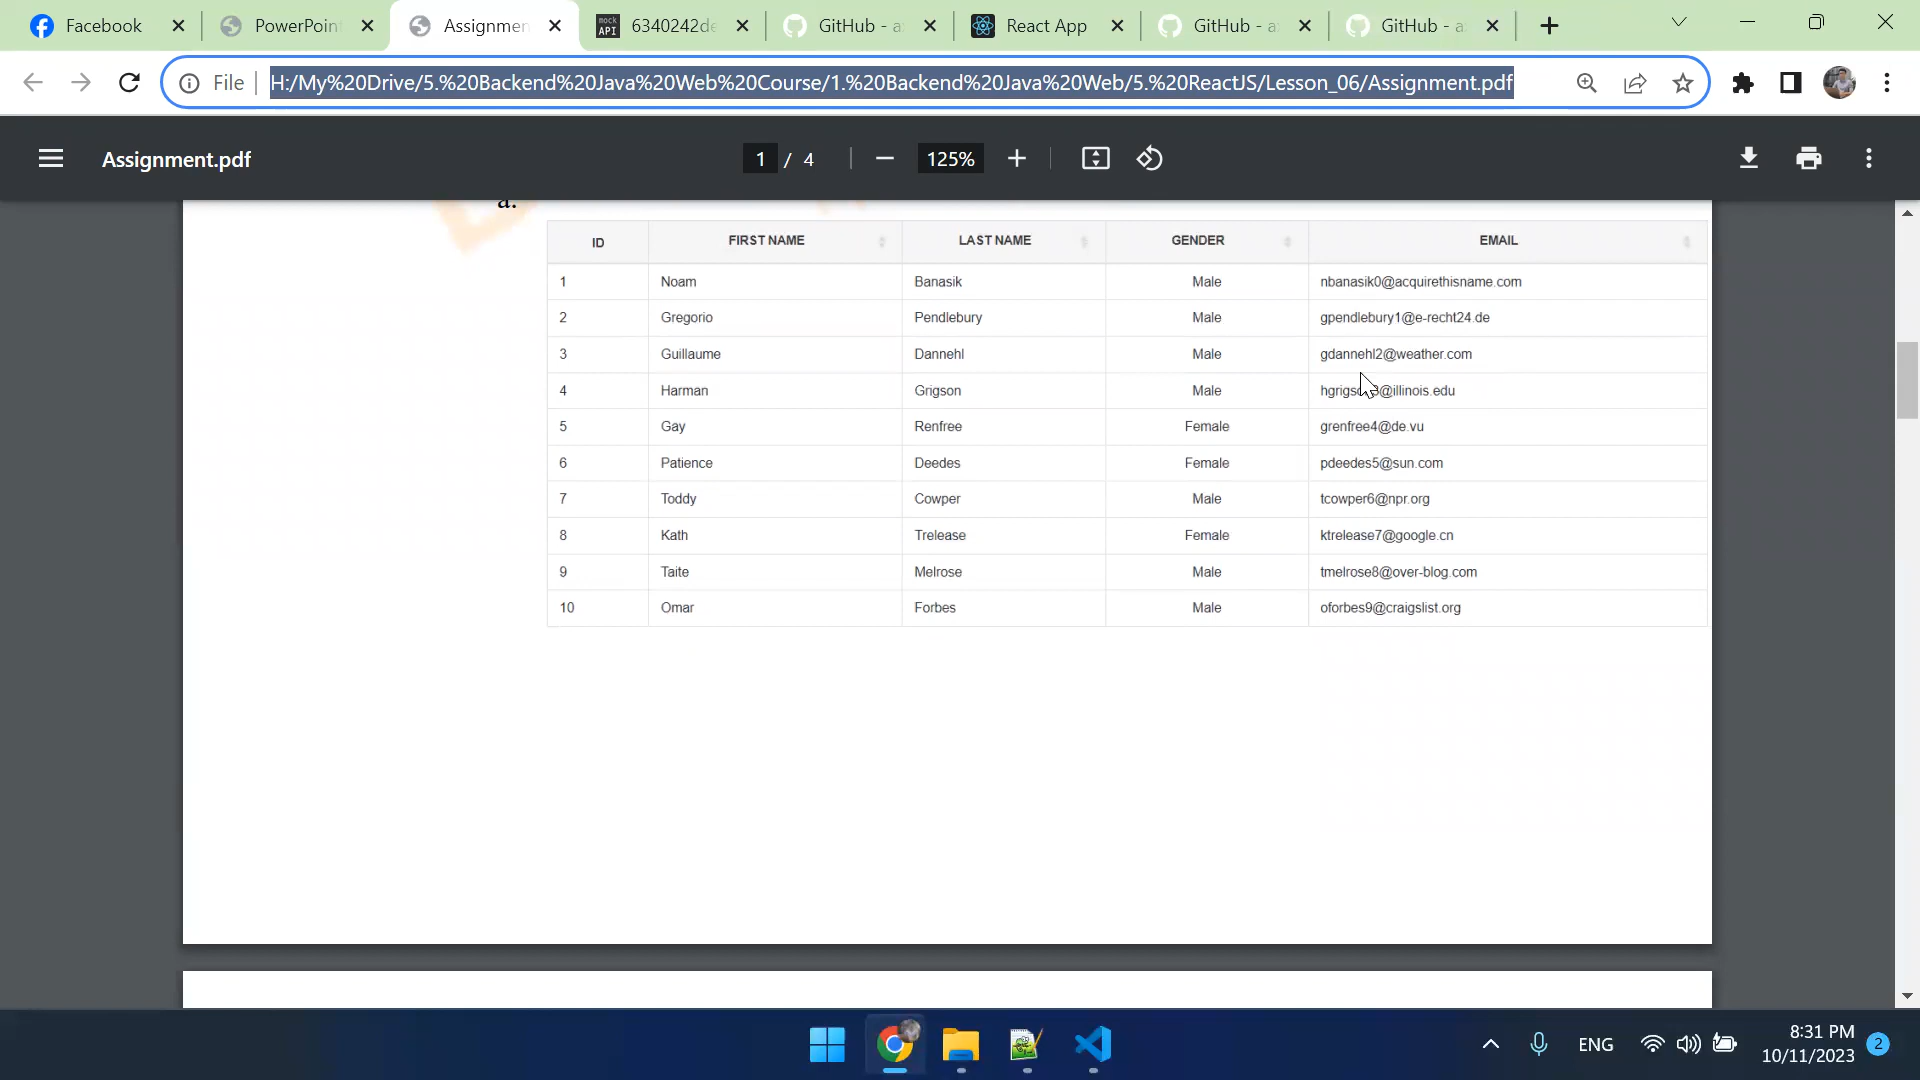 Facebook PowerPoin Assignmen mock API 6340242de GitHub - a React App GitHub - a GitHub - a
File H:/My%20Drive/5.%20Backend%20Java%20Web%20Course/1.%20Backend%20Java%20Web/5.%20ReactJS/Lesson_06/Assignment.pdf
Assignment.pdf 1 / 4 125%
a.
ID FIRST NAME LAST NAME GENDER EMAIL
1 Noam Banasik Male nbanasik0@acquirethisname.com
2 Gregorio Pendlebury Male gpendlebury1@e-recht24.de
3 Guillaume Dannehl Male gdannehl2@weather.com
4 Harman Grigson Male
5 Gay Renfree Female grenfree4@de.vu
6 Patience Deedes Female pdeedes5@sun.com
7 Toddy Cowper Male tcowper6@npr.org
8 Kath Trelease Female ktrelease7@google.cn
9 Taite Melrose Male tmelrose8@over-blog.com
10 Omar Forbes Male oforbes9@craigslist.org
ENG 8:31 PM
10/11/2023 2